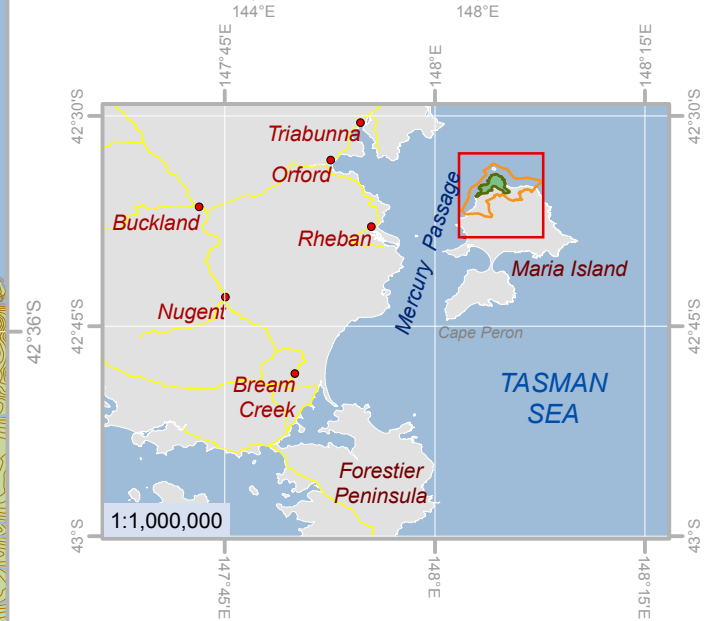 144°E
148°E
147°45'E
148°E
148°15'E
42°30'S
42°30'S
Triabunna
Orford
Buckland
Rheban
Mercury Passage
Maria Island
Nugent
42°36'S
42°45'S
42°45'S
Cape Peron
Bream
Creek
TASMAN
SEA
Forestier
Peninsula
1:1,000,000
43°S
43°S
147°45'E
148°E
148°15'E